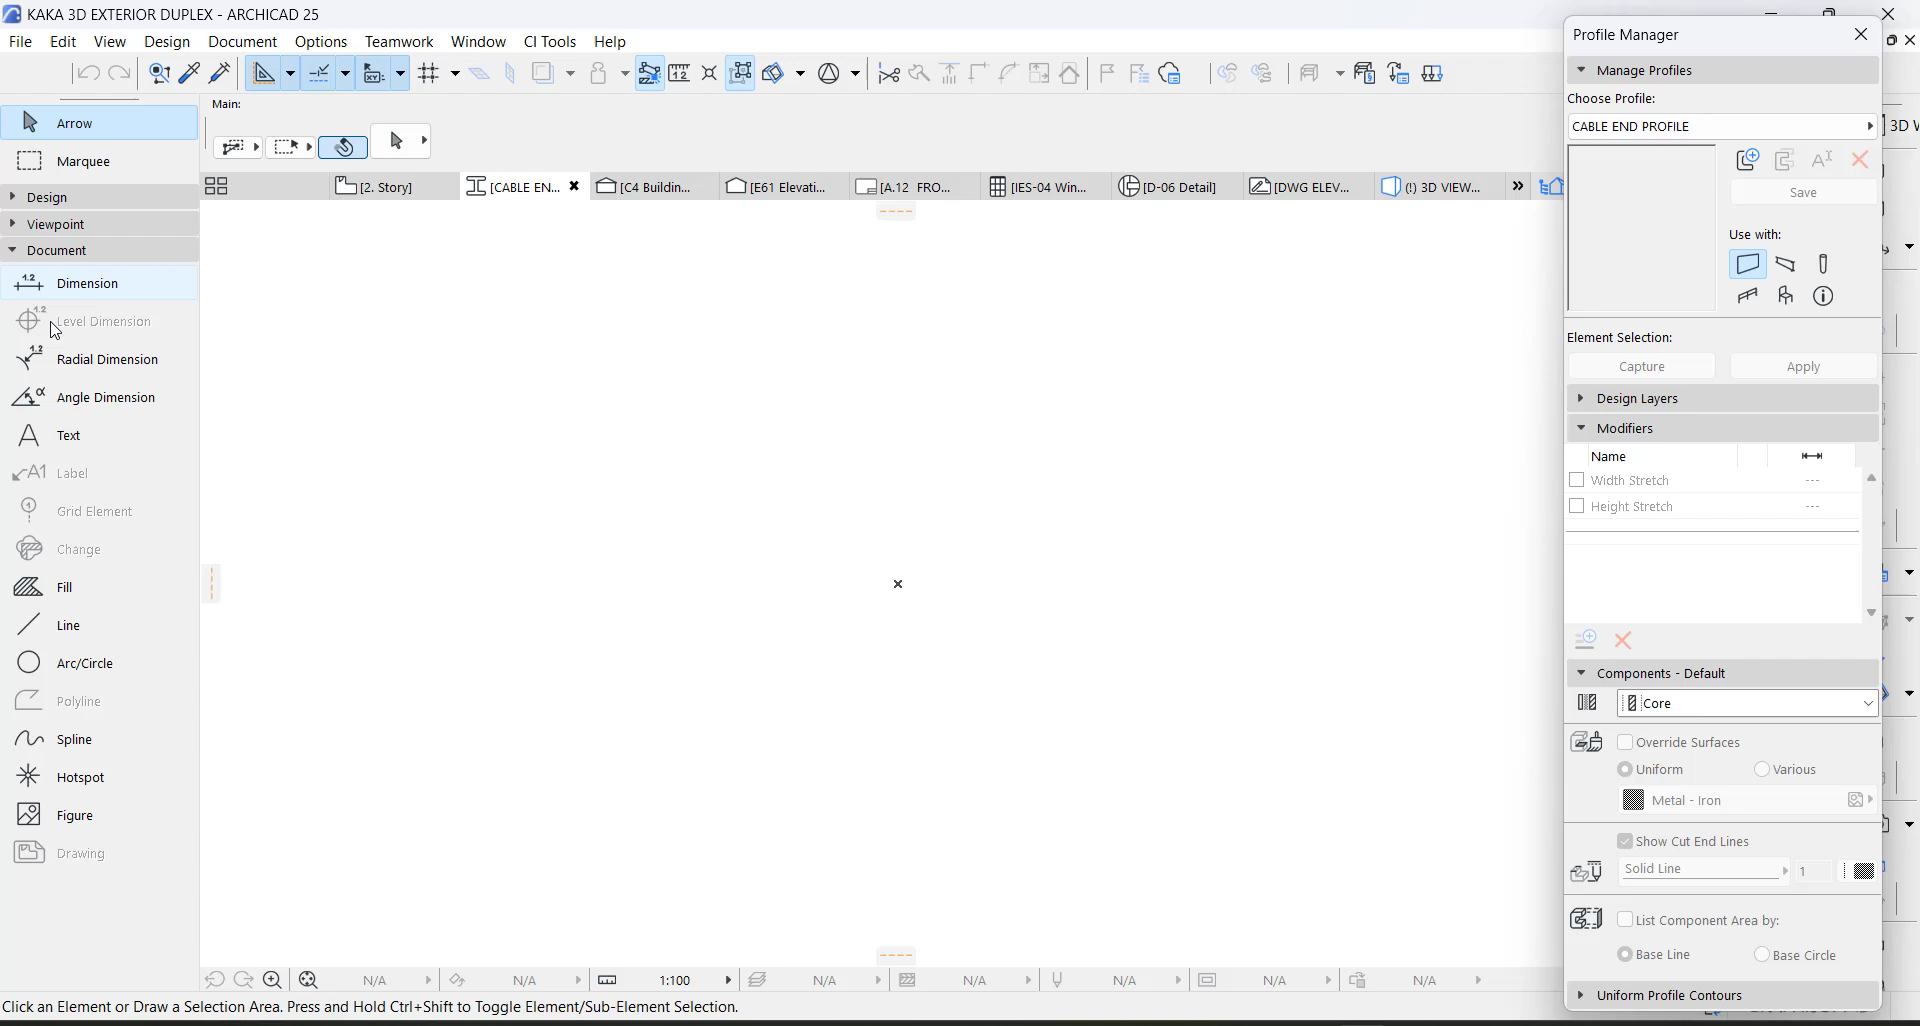 KAKA 3D EXTERIOR DUPLEX - ARCHICAD 25
File Edit View Design Document Options Teamwork Window CI Tools Help
Main:
Arrow
Marquee
Design
Viewpoint
Document
Dimension
Level Dimension
Radial Dimension
Angle Dimension
Text
Label
Grid Element
Change
Fill
Line
Arc/Circle
Polyline
Spline
Hotspot
Figure
Drawing
[2. Story] [CABLE EN... [C4 Buildin... [E61 Elevati... [A.12 FRO... [IES-04 Win... [D-06 Detail] [DWG ELEV... (!) 3D VIEW...
N/A N/A 1:100 N/A N/A N/A N/A N/A
Click an Element or Draw a Selection Area. Press and Hold Ctrl+Shift to Toggle Element/Sub-Element Selection.
Profile Manager
Manage Profiles
Choose Profile:
CABLE END PROFILE
Save
Use with:
Element Selection:
Capture Apply
Design Layers
Modifiers
Name
Width Stretch ---
Height Stretch ---
Components - Default
Core
Override Surfaces
Uniform Various
Metal - Iron
Show Cut End Lines
Solid Line 1
List Component Area by:
Base Line Base Circle
Uniform Profile Contours